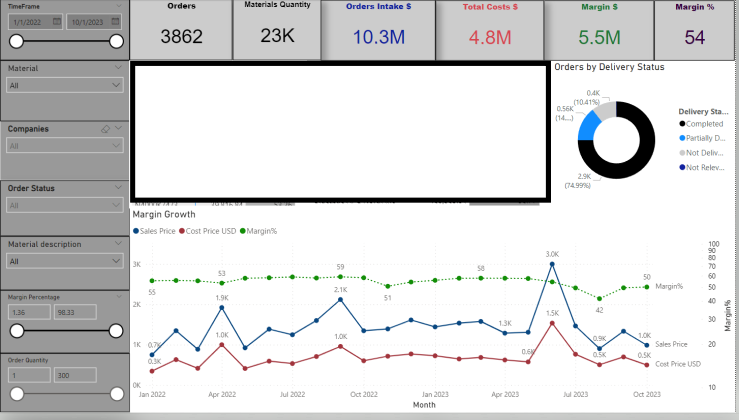 TimeFrame
1/1/2022
10/1/2023
Material
All
Companies
All
Order Status
All
Material description
All
Margin Percentage
1.36
98.33
Order Quantity
1
300
Orders
3862
Materials Quantity
23K
Orders Intake $
10.3M
Total Costs $
4.8M
Margin $
5.5M
Margin %
54
Orders by Delivery Status
0.4K
(10.41%)
0.56K
(14....)
2.9K
(74.99%)
Delivery Sta...
Completed
Partially D...
Not Deliv...
Not Relev...
Margin Growth
Sales Price
Cost Price USD
Margin%
3K
2K
1K
0K
55
53
59
51
58
42
50
0.7K
1.9K
2.1K
1.3K
3.0K
0.9K
1.0K
0.3K
1.0K
1.0K
0.6K
1.5K
0.5K
0.5K
Margin%
Sales Price
Cost Price USD
100
90
80
70
60
50
40
30
20
10
Margin%
Jan 2022
Apr 2022
Jul 2022
Oct 2022
Jan 2023
Apr 2023
Jul 2023
Oct 2023
Month